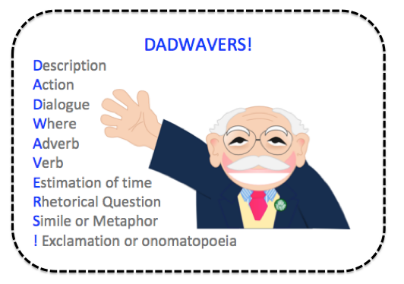 DADWAVERS!
Description
Action
Dialogue
Where
Adverb
Verb
Estimation of time
Rhetorical Question
Simile or Metaphor
! Exclamation or onomatopoeia